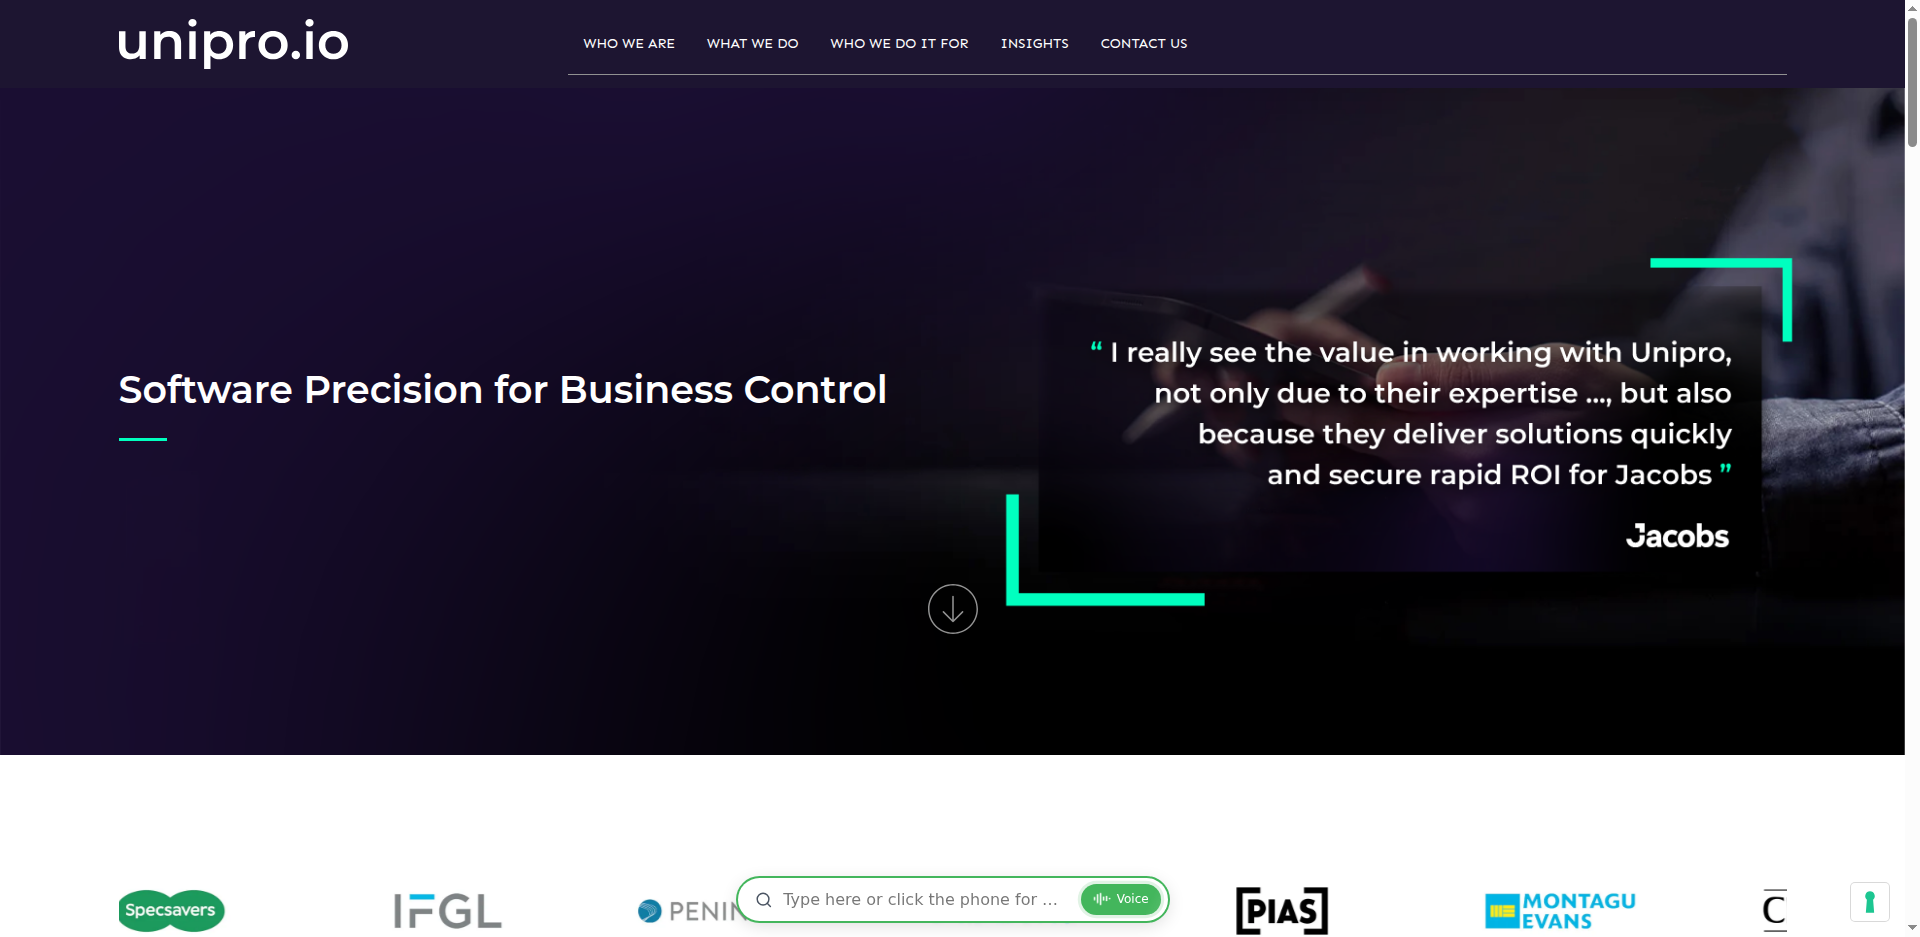 unipro.io
WHO WE ARE
WHAT WE DO
WHO WE DO IT FOR
INSIGHTS
CONTACT US
Software Precision for Business Control
“ I really see the value in working with Unipro,
not only due to their expertise ..., but also
because they deliver solutions quickly
and secure rapid ROI for Jacobs ”
Jacobs
Specsavers
IFGL
Type here or click the phone for ...
Voice
[PIAS]
MONTAGU
EVANS